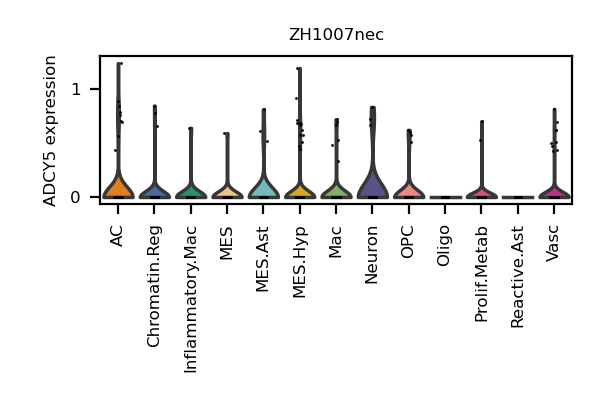 ZH1007nec
ADCY5 expression
1
0
AC
Chromatin.Reg
Inflammatory.Mac
MES
MES.Ast
MES.Hyp
Mac
Neuron
OPC
Oligo
Prolif.Metab
Reactive.Ast
Vasc